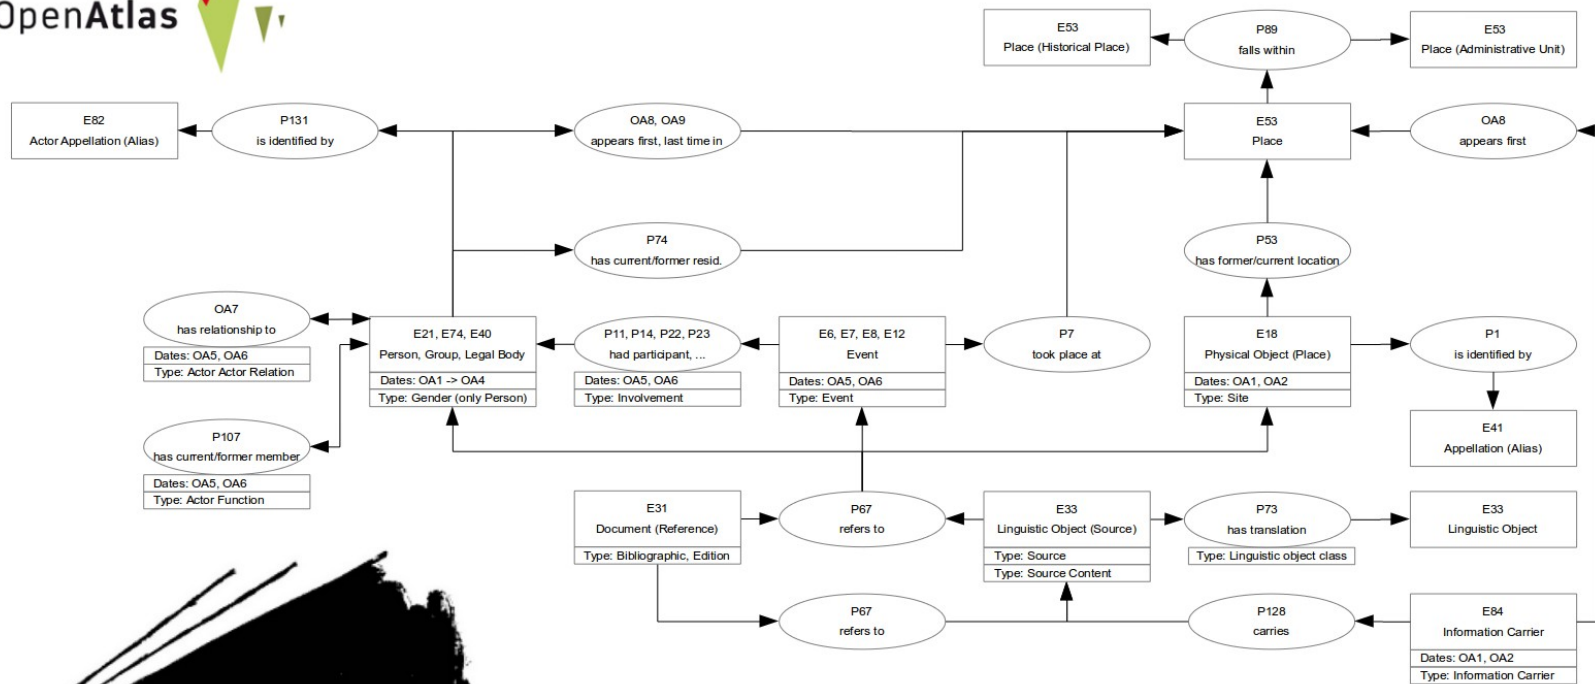 OpenAtlas
E53
Place (Historical Place)
P89
falls within
E53
Place (Administrative Unit)
E82
Actor Appellation (Alias)
P131
is identified by
OA8, OA9
appears first, last time in
E53
Place
OA8
appears first
P74
has current/former resid.
P53
has former/current location
OA7
has relationship to
Dates: OA5, OA6
Type: Actor Actor Relation
E21, E74, E40
Person, Group, Legal Body
Dates: OA1 -> OA4
Type: Gender (only Person)
P11, P14, P22, P23
had participant, ...
Dates: OA5, OA6
Type: Involvement
E6, E7, E8, E12
Event
Dates: OA5, OA6
Type: Event
P7
took place at
E18
Physical Object (Place)
Dates: OA1, OA2
Type: Site
P1
is identified by
P107
has current/former member
Dates: OA5, OA6
Type: Actor Function
E41
Appellation (Alias)
E31
Document (Reference)
Type: Bibliographic, Edition
P67
refers to
E33
Linguistic Object (Source)
Type: Source
Type: Source Content
P73
has translation
Type: Linguistic object class
E33
Linguistic Object
P67
refers to
P128
carries
E84
Information Carrier
Dates: OA1, OA2
Type: Information Carrier